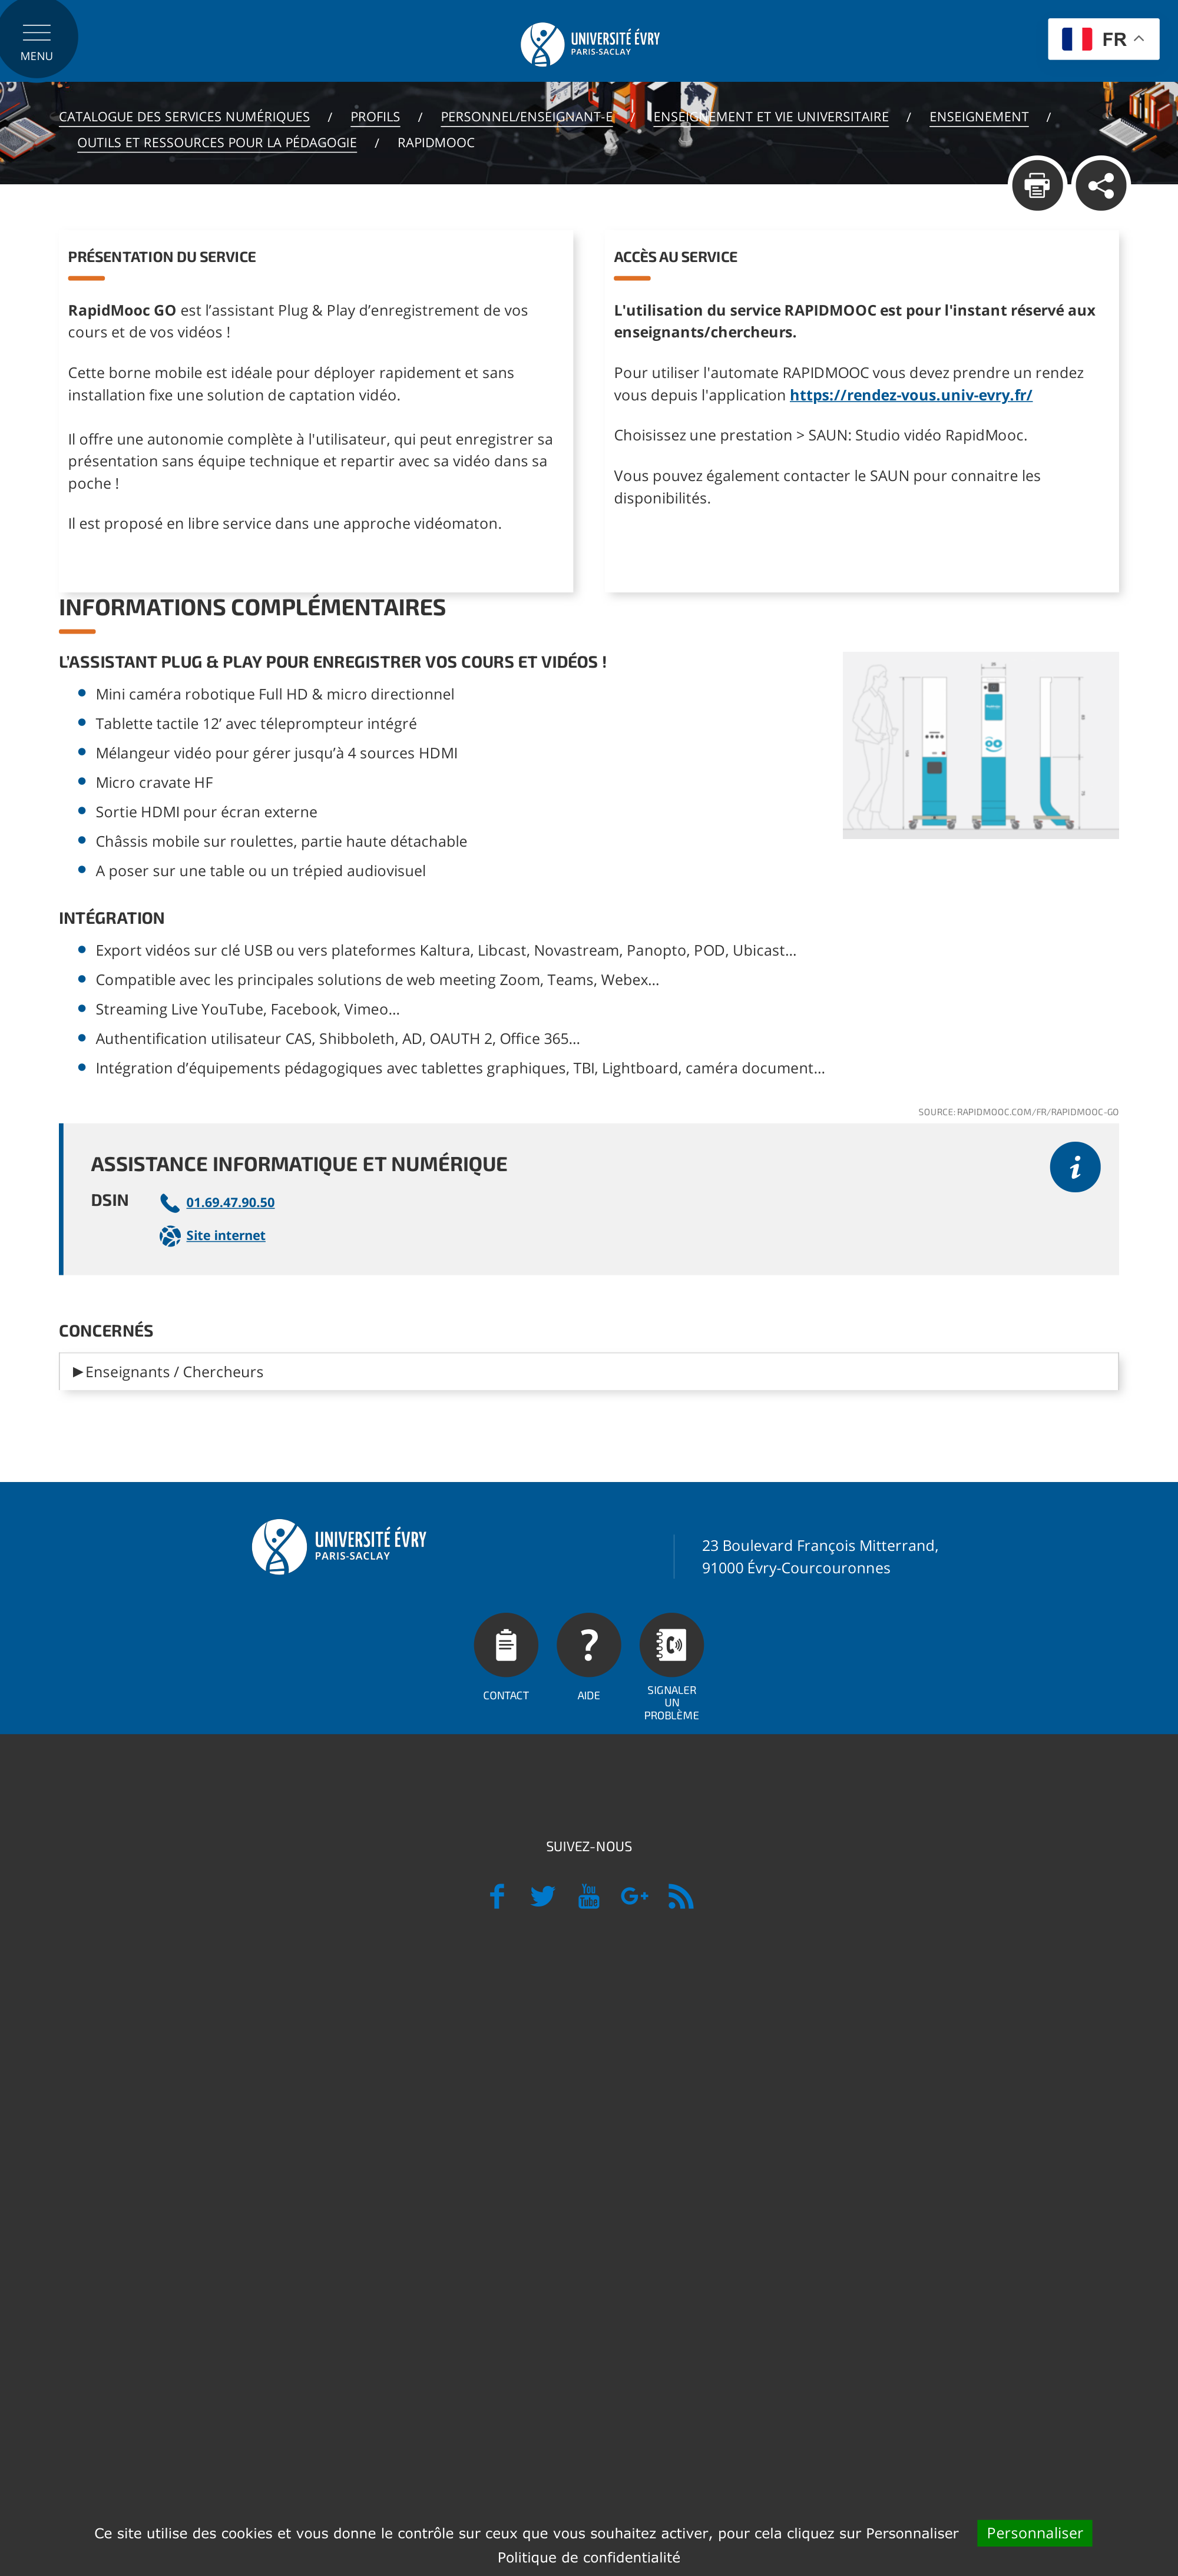 MENU
UNIVERSITÉ ÉVRY
PARIS-SACLAY
FR
CATALOGUE DES SERVICES NUMÉRIQUES / PROFILS / PERSONNEL/ENSEIGNANT-E / ENSEIGNEMENT ET VIE UNIVERSITAIRE / ENSEIGNEMENT /
OUTILS ET RESSOURCES POUR LA PÉDAGOGIE / RAPIDMOOC
PRÉSENTATION DU SERVICE
RapidMooc GO est l’assistant Plug & Play d’enregistrement de vos
cours et de vos vidéos !
Cette borne mobile est idéale pour déployer rapidement et sans
installation fixe une solution de captation vidéo.
Il offre une autonomie complète à l'utilisateur, qui peut enregistrer sa
présentation sans équipe technique et repartir avec sa vidéo dans sa
poche !
Il est proposé en libre service dans une approche vidéomaton.
ACCÈS AU SERVICE
L'utilisation du service RAPIDMOOC est pour l'instant réservé aux
enseignants/chercheurs.
Pour utiliser l'automate RAPIDMOOC vous devez prendre un rendez
vous depuis l'application https://rendez-vous.univ-evry.fr/
Choisissez une prestation > SAUN: Studio vidéo RapidMooc.
Vous pouvez également contacter le SAUN pour connaitre les
disponibilités.
INFORMATIONS COMPLÉMENTAIRES
L’ASSISTANT PLUG & PLAY POUR ENREGISTRER VOS COURS ET VIDÉOS !
Mini caméra robotique Full HD & micro directionnel
Tablette tactile 12’ avec téleprompteur intégré
Mélangeur vidéo pour gérer jusqu’à 4 sources HDMI
Micro cravate HF
Sortie HDMI pour écran externe
Châssis mobile sur roulettes, partie haute détachable
A poser sur une table ou un trépied audiovisuel
INTÉGRATION
Export vidéos sur clé USB ou vers plateformes Kaltura, Libcast, Novastream, Panopto, POD, Ubicast…
Compatible avec les principales solutions de web meeting Zoom, Teams, Webex…
Streaming Live YouTube, Facebook, Vimeo…
Authentification utilisateur CAS, Shibboleth, AD, OAUTH 2, Office 365…
Intégration d’équipements pédagogiques avec tablettes graphiques, TBI, Lightboard, caméra document…
SOURCE: RAPIDMOOC.COM/FR/RAPIDMOOC-GO
ASSISTANCE INFORMATIQUE ET NUMÉRIQUE
DSIN
01.69.47.90.50
Site internet
CONCERNÉS
Enseignants / Chercheurs
UNIVERSITÉ ÉVRY
PARIS-SACLAY
23 Boulevard François Mitterrand,
91000 Évry-Courcouronnes
CONTACT
AIDE
SIGNALER
UN
PROBLÈME
SUIVEZ-NOUS
You
Tube
G+
Ce site utilise des cookies et vous donne le contrôle sur ceux que vous souhaitez activer, pour cela cliquez sur Personnaliser
Personnaliser
Politique de confidentialité